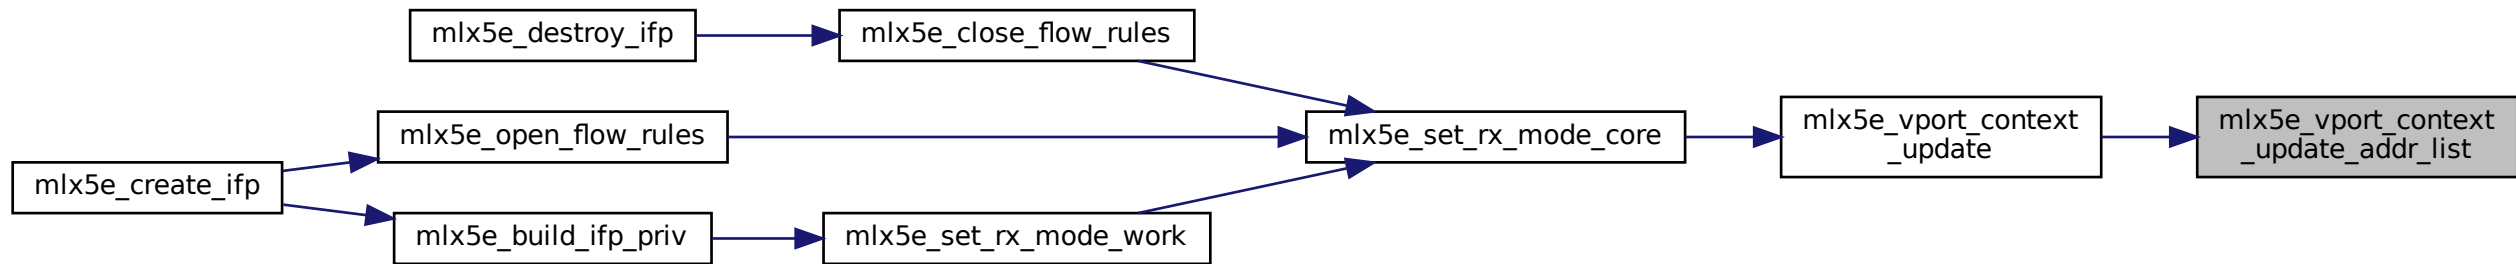 mlx5e_destroy_ifp
mlx5e_close_flow_rules
mlx5e_open_flow_rules
mlx5e_set_rx_mode_core
mlx5e_vport_context
_update
mlx5e_vport_context
_update_addr_list
mlx5e_create_ifp
mlx5e_build_ifp_priv
mlx5e_set_rx_mode_work